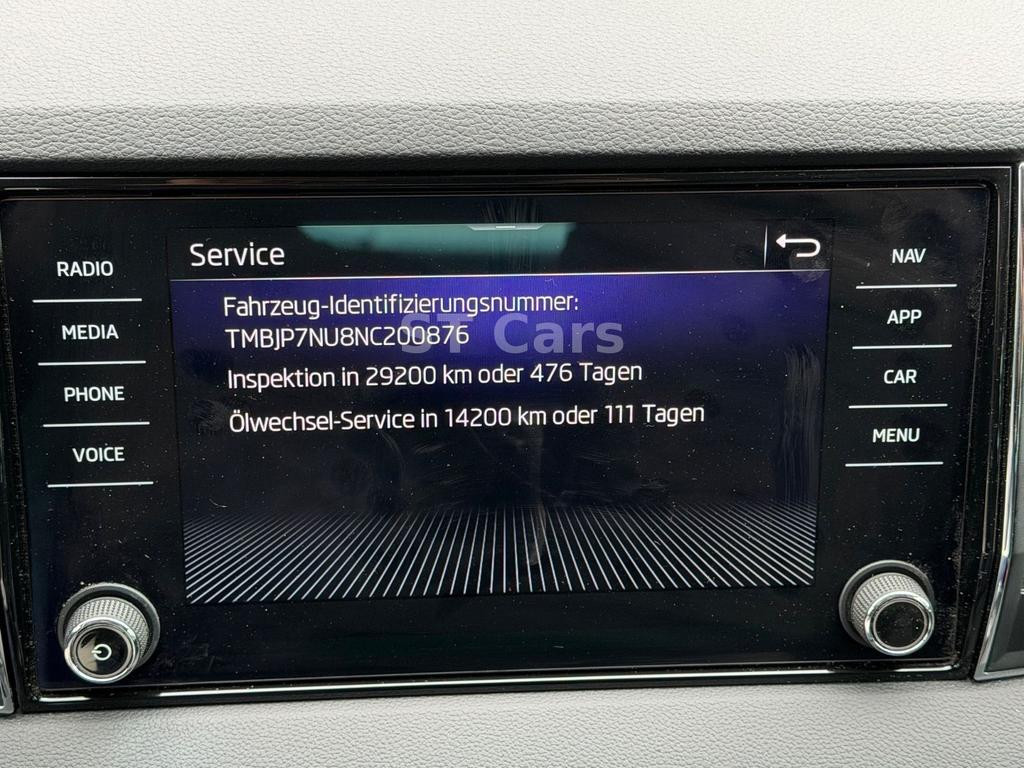 Service
RADIO
MEDIA
PHONE
VOICE
Fahrzeug-Identifizierungsnummer:
TMBJP7NU8NC200876
ST Cars
Inspektion in 29200 km oder 476 Tagen
Ölwechsel-Service in 14200 km oder 111 Tagen
NAV
APP
CAR
MENU